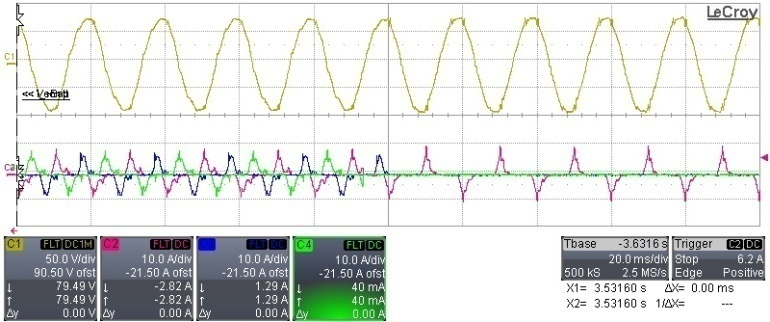 LeCroy
C1
C2
C1 FLT DC1M
50.0 V/div
90.50 V ofst
↓ 79.49 V
↑ 79.49 V
Δy 0.00 V
C2 FLT DC
10.0 A/div
-21.50 A ofst
↓ -2.82 A
↑ -2.82 A
Δy 0.00 A
FLT DC
10.0 A/div
-21.50 A ofst
↓ 1.29 A
↑ 1.29 A
Δy 0.00 A
C4 FLT DC
10.0 A/div
-21.50 A ofst
↓ 40 mA
↑ 40 mA
Δy 0.00 A
Tbase -3.6316 s
20.0 ms/div
500 kS 2.5 MS/s
Trigger C2 DC
Stop 6.2 A
Edge Positive
X1= 3.53160 s ΔX= 0.00 ms
X2= 3.53160 s 1/ΔX= ---